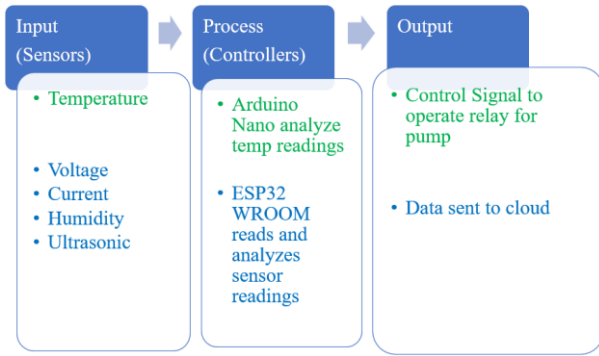 Input
(Sensors)
• Temperature
• Voltage
• Current
• Humidity
• Ultrasonic
Process
(Controllers)
• Arduino
Nano analyze
temp readings
• ESP32
WROOM
reads and
analyzes
sensor
readings
Output
• Control Signal to
operate relay for
pump
• Data sent to cloud